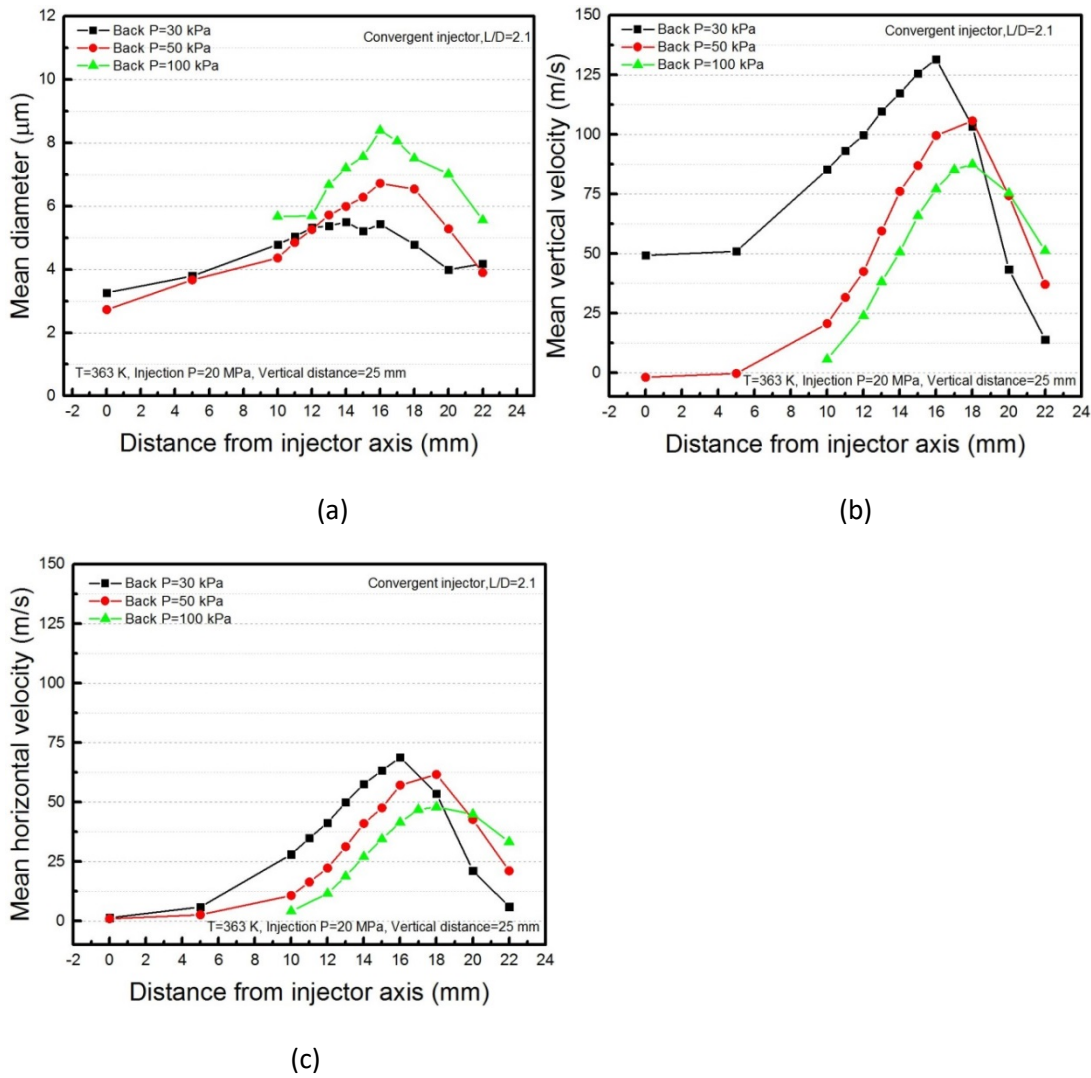 12
10
8
6
4
2
0
Mean diameter (μm)
Back P=30 kPa
Back P=50 kPa
Back P=100 kPa
Convergent injector,L/D=2.1
T=363 K, Injection P=20 MPa, Vertical distance=25 mm
-2 0 2 4 6 8 10 12 14 16 18 20 22 24
Distance from injector axis (mm)
(a)
150
125
100
75
50
25
0
Mean vertical velocity (m/s)
Back P=30 kPa
Back P=50 kPa
Back P=100 kPa
Convergent injector,L/D=2.1
T=363 K, Injection P=20 MPa, Vertical distance=25 mm
-2 0 2 4 6 8 10 12 14 16 18 20 22 24
Distance from injector axis (mm)
(b)
150
125
100
75
50
25
0
Mean horizontal velocity (m/s)
Back P=30 kPa
Back P=50 kPa
Back P=100 kPa
Convergent injector,L/D=2.1
T=363 K, Injection P=20 MPa, Vertical distance=25 mm
-2 0 2 4 6 8 10 12 14 16 18 20 22 24
Distance from injector axis (mm)
(c)